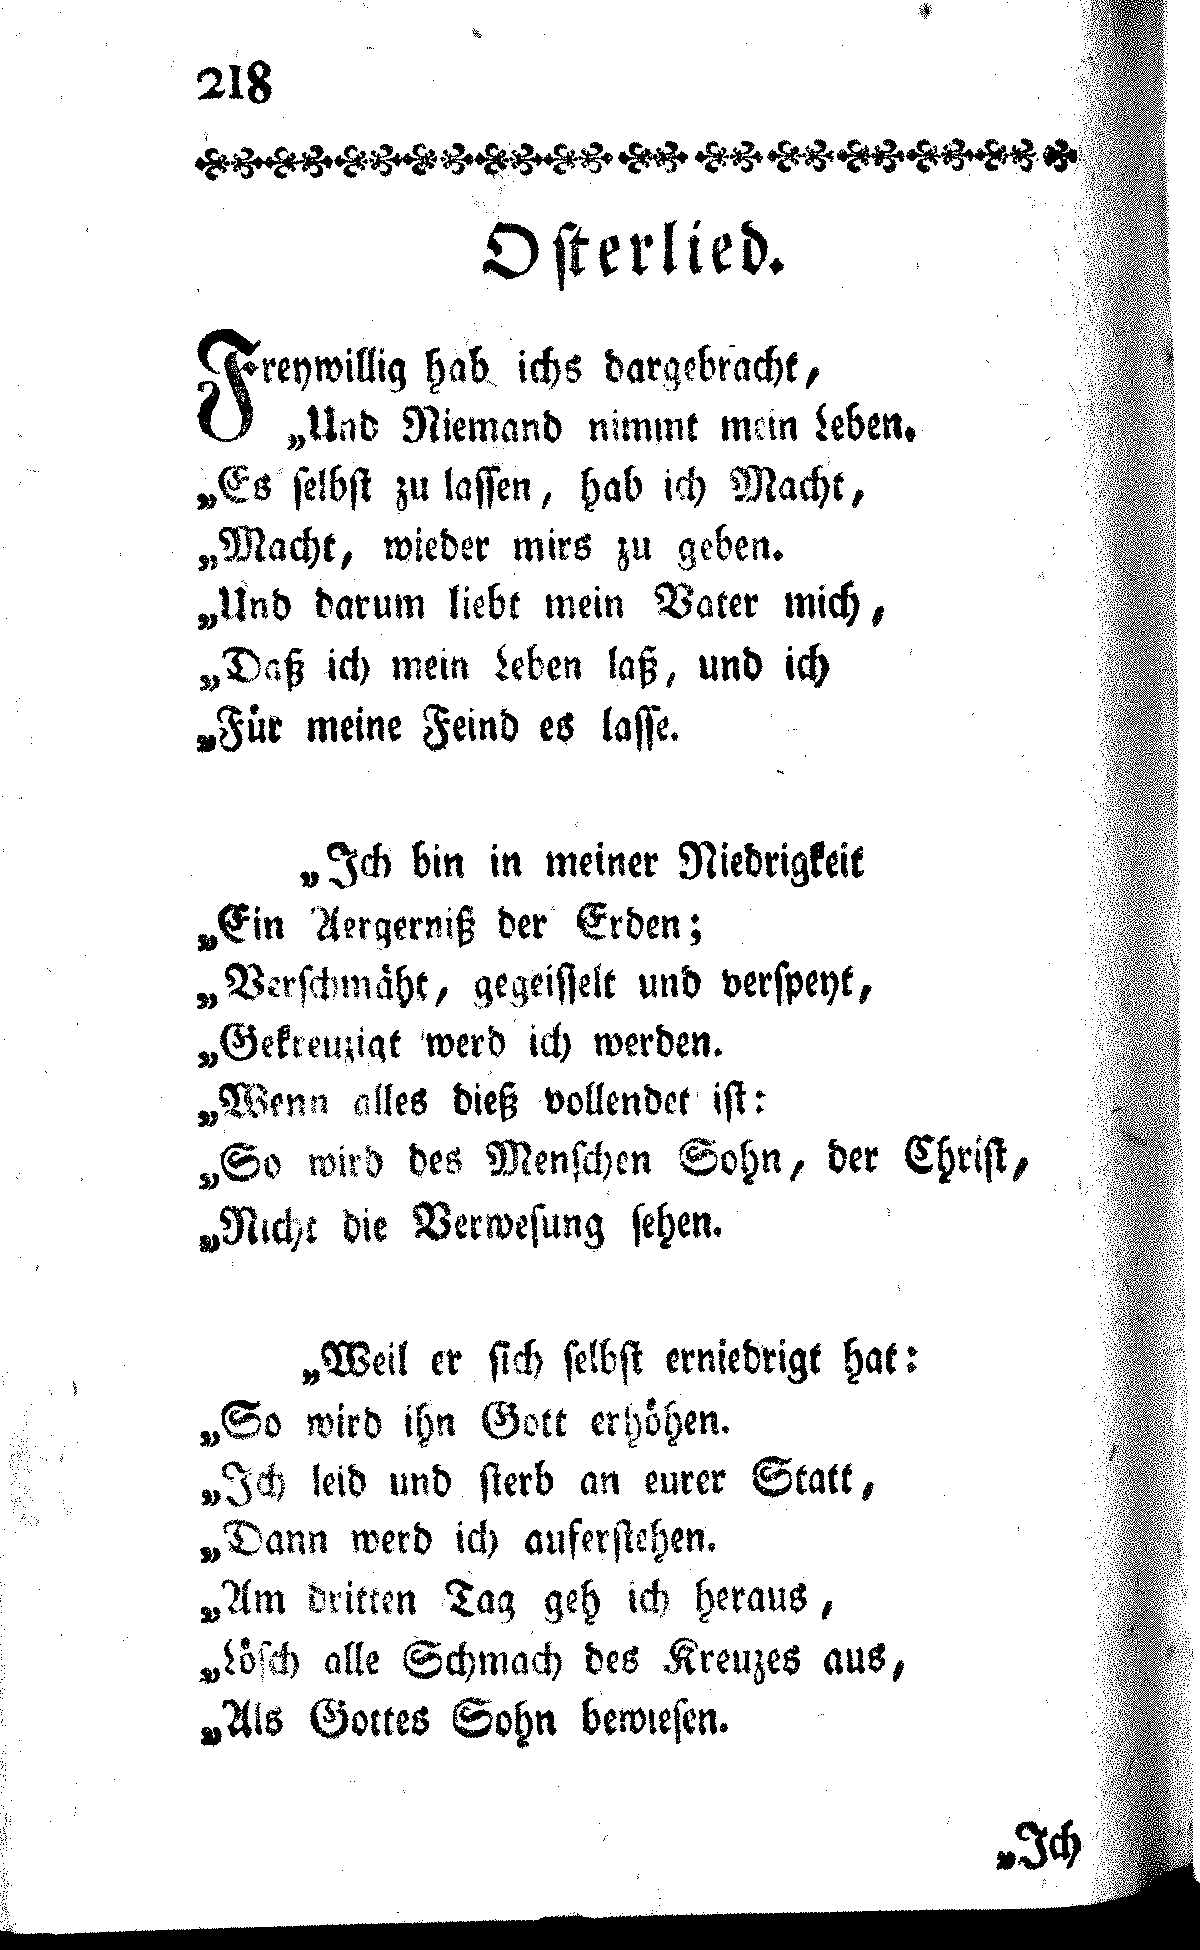 218
Osterlied.
Freywillig hab ichs dargebracht,
„Und Niemand nimmt mein Leben.
„Es selbst zu lassen, hab ich Macht,
„Macht, wieder mirs zu geben.
„Und darum liebt mein Vater mich,
„Daß ich mein Leben laß, und ich
„Für meine Feind es lasse.
„Ich bin in meiner Niedrigkeit
„Ein Aergerniß der Erden;
„Verschmäht, gegeisselt und verspeyt,
„Gekreuzigt werd ich werden.
„Wenn alles dieß vollendet ist:
„So wird des Menschen Sohn, der Christ,
„Nicht die Verwesung sehen.
„Weil er sich selbst erniedrigt hat:
„So wird ihn Gott erhöhen.
„Ich leid und sterb an eurer Statt,
„Dann werd ich auferstehen.
„Am dritten Tag geh ich heraus,
„Lösch alle Schmach des Kreuzes aus,
„Als Gottes Sohn bewiesen.
„Ich